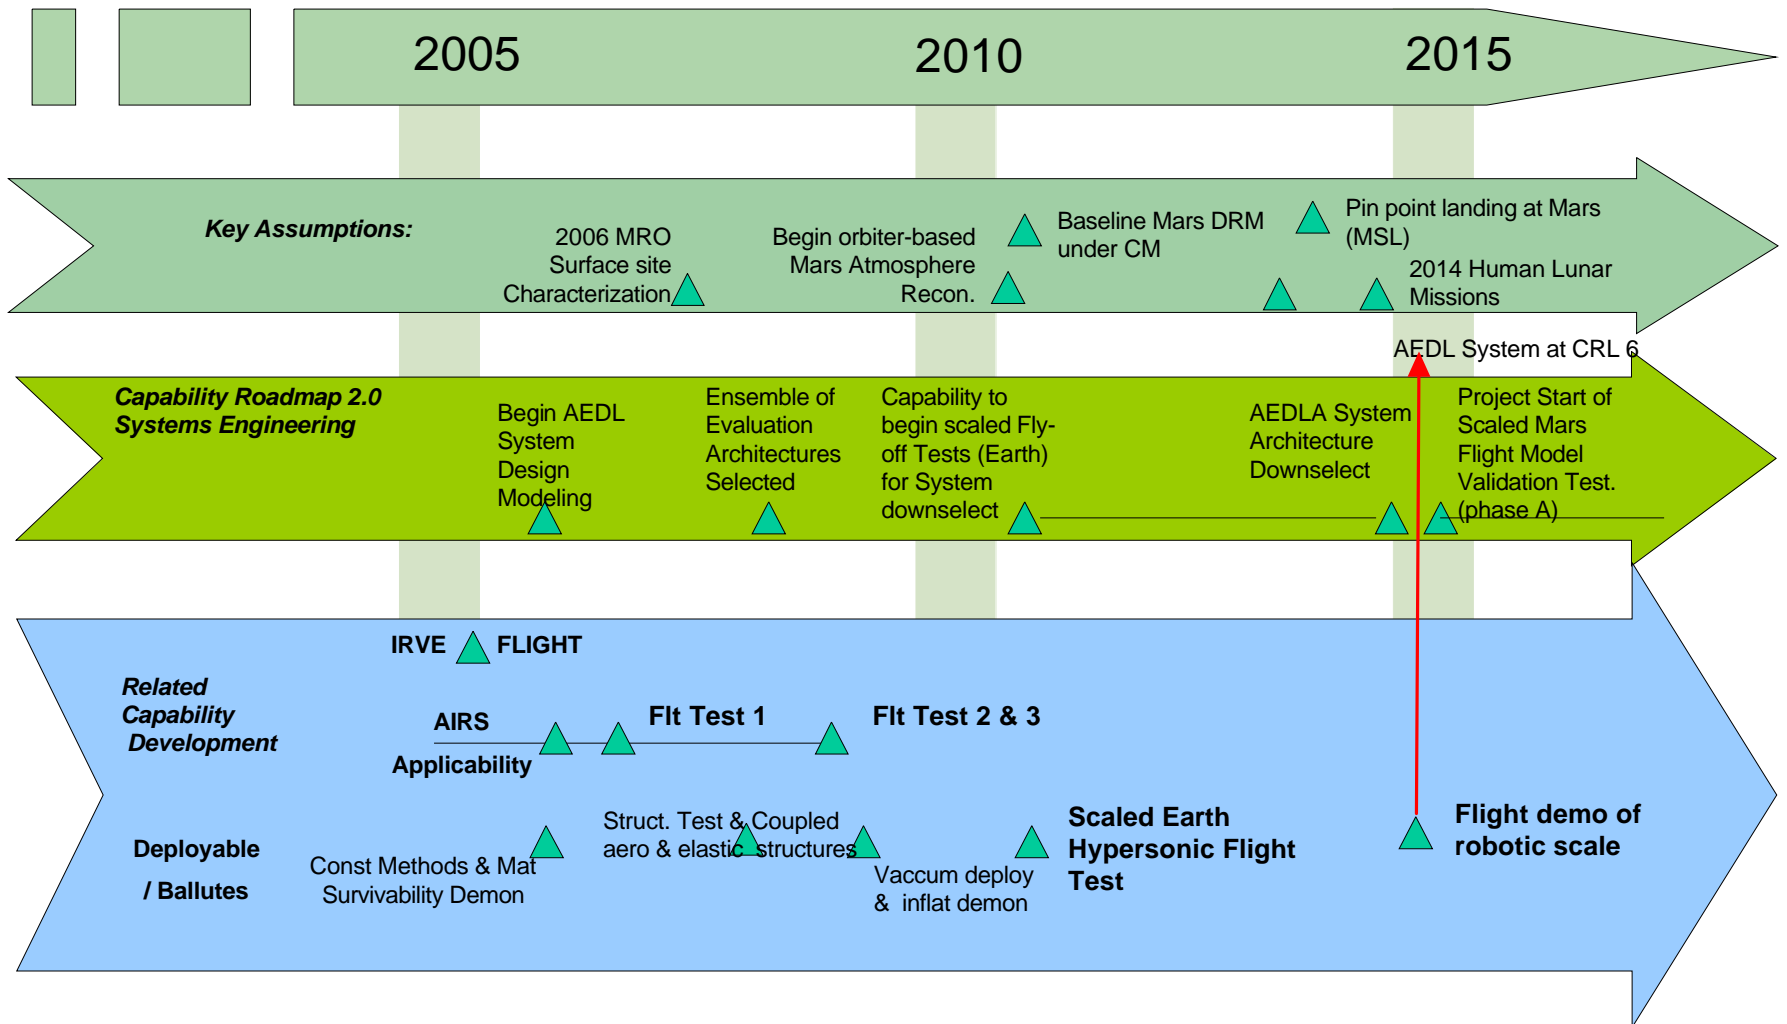 2005
2010
2015
Key Assumptions:
2006 MRO
Surface site
Characterization
Begin orbiter-based
Mars Atmosphere
Recon.
Baseline Mars DRM
under CM
Pin point landing at Mars
(MSL)
2014 Human Lunar
Missions
AEDL System at CRL 6
Capability Roadmap 2.0
Systems Engineering
Begin AEDL
System
Design
Modeling
Ensemble of
Evaluation
Architectures
Selected
Capability to
begin scaled Fly-
off Tests (Earth)
for System
downselect
AEDLA System
Architecture
Downselect
Project Start of
Scaled Mars
Flight Model
Validation Test.
(phase A)
IRVE
FLIGHT
Related
Capability
Development
AIRS
Applicability
Flt Test 1
Flt Test 2 & 3
Deployable
/ Ballutes
Const Methods & Mat
Survivability Demon
Struct. Test & Coupled
aero & elastic structures
Vaccum deploy
& inflat demon
Scaled Earth
Hypersonic Flight
Test
Flight demo of
robotic scale